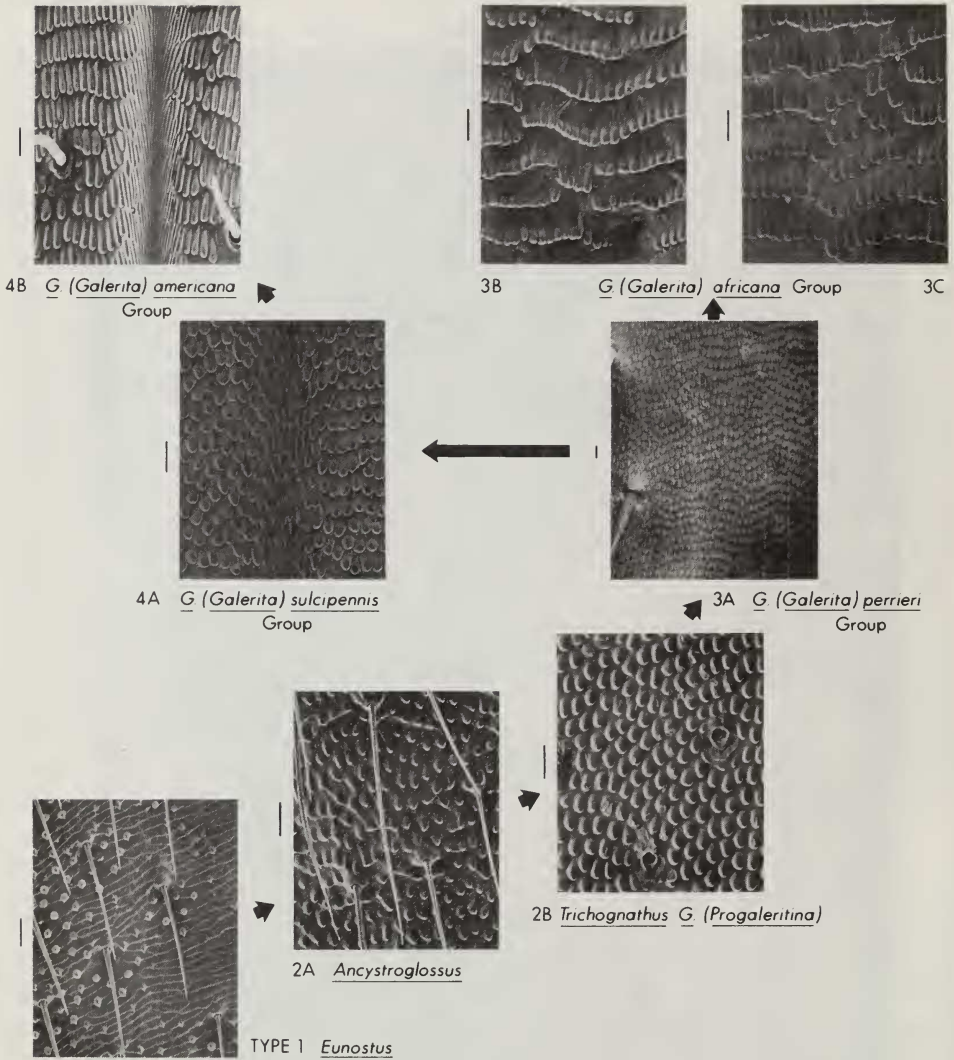 4B G. (Galerita) americana
Group
3B G. (Galerita) africana Group 3C
4A G. (Galerita) sulcipennis
Group
3A G. (Galerita) perrieri
Group
2B Trichognathus G. (Progaleritina)
2A Ancystroglossus
TYPE 1 Eunostus